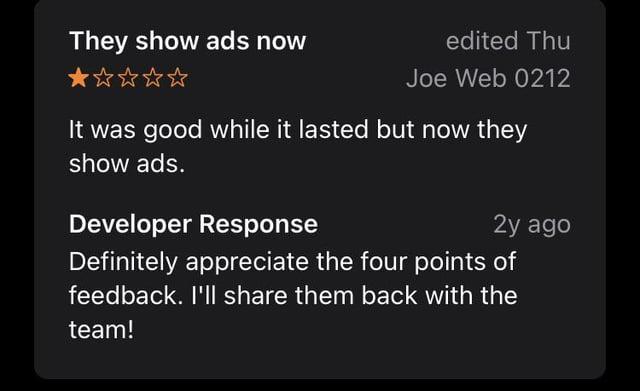 They show ads now
edited Thu
Joe Web 0212
It was good while it lasted but now they
show ads.
Developer Response
2y ago
Definitely appreciate the four points of
feedback. I'll share them back with the
team!